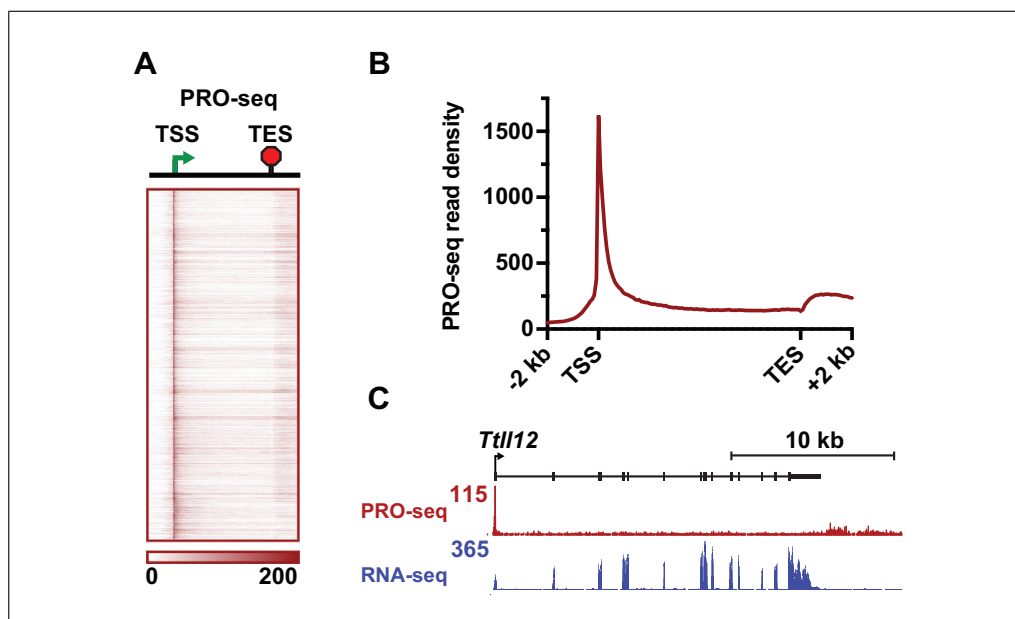 A
PRO-seq
TSS TES
0 200
B
PRO-seq read density
1500
1000
500
0
-2 kb TSS TES +2 kb
C
Ttll12 10 kb
115
PRO-seq
365
RNA-seq